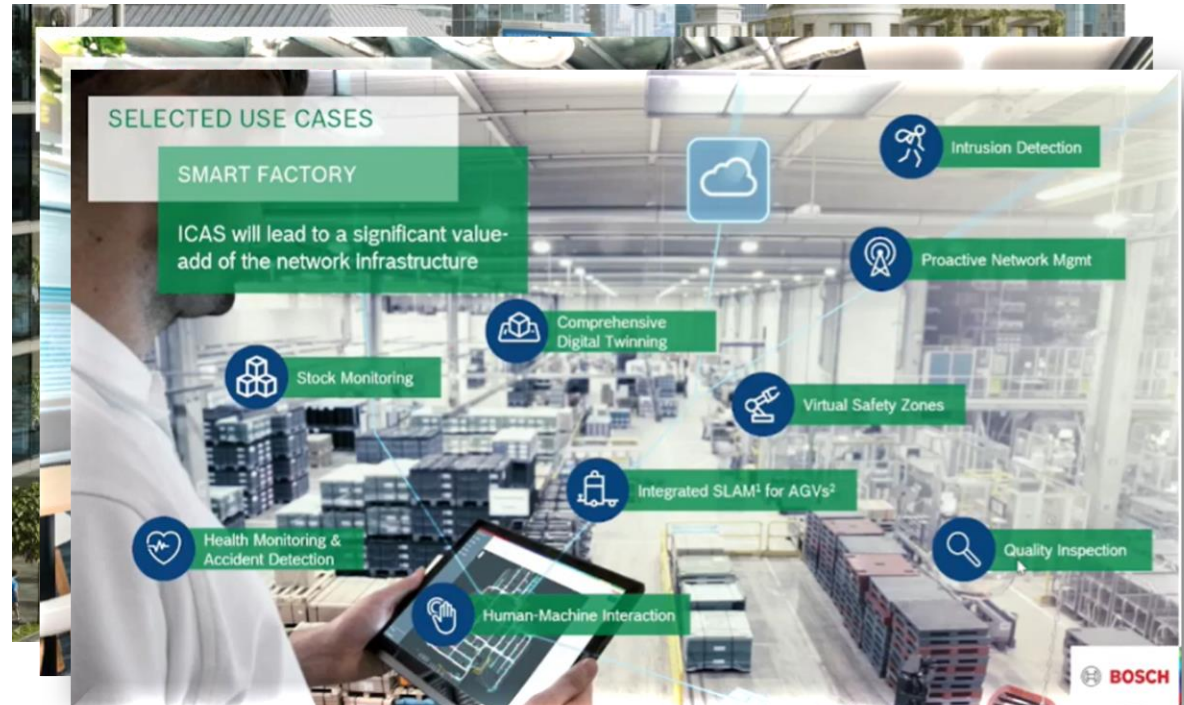 SELECTED USE CASES
SMART FACTORY
ICAS will lead to a significant value-
add of the network infrastructure
Intrusion Detection
Proactive Network Mgmt
Comprehensive
Digital Twinning
Stock Monitoring
Virtual Safety Zones
Integrated SLAM¹ for AGVs²
Health Monitoring &
Accident Detection
Quality Inspection
Human-Machine Interaction
BOSCH